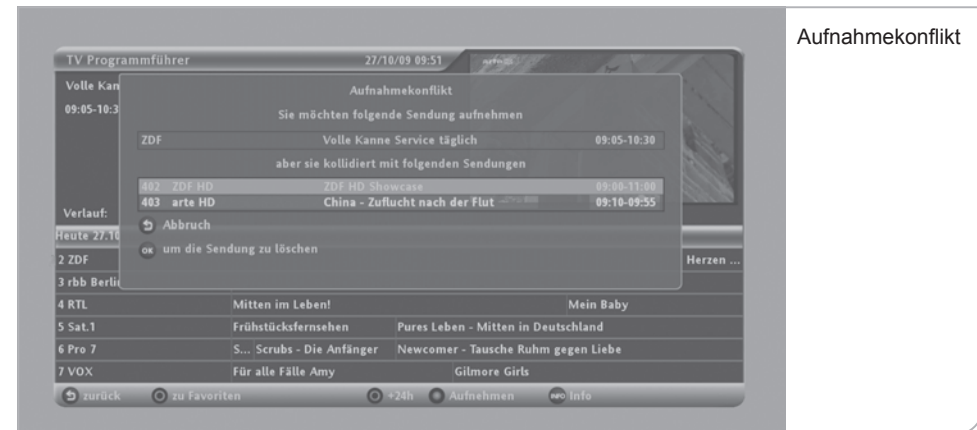 Aufnahmekonflikt
TV Programmführer 27/10/09 09:51
Volle Kan
09:05-10:3
Aufnahmekonflikt
Sie möchten folgende Sendung aufnehmen
ZDF Volle Kanne Service täglich 09:05-10:30
aber sie kollidiert mit folgenden Sendungen
402 ZDF HD ZDF HD Showcase 09:00-11:00
403 arte HD China - Zuflucht nach der Flut 09:10-09:55
Abbruch
OK um die Sendung zu löschen
Verlauf:
Heute 27.10
2 ZDF Herzen ...
3 rbb Berlin
4 RTL Mitten im Leben! Mein Baby
5 Sat.1 Frühstücksfernsehen Pures Leben - Mitten in Deutschland
6 Pro 7 S... Scrubs - Die Anfänger Newcomer - Tausche Ruhm gegen Liebe
7 VOX Für alle Fälle Amy Gilmore Girls
zurück zu Favoriten +24h Aufnehmen INFO Info